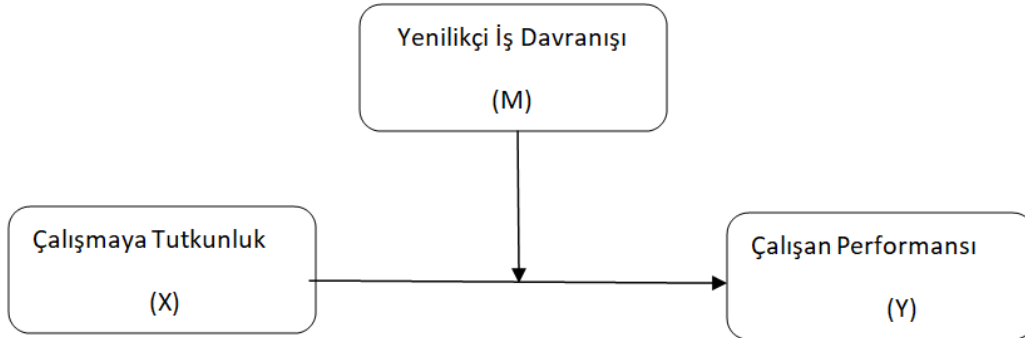 Yenilikçi İş Davranışı
(M)
Çalışmaya Tutkunluk
(X)
Çalışan Performansı
(Y)